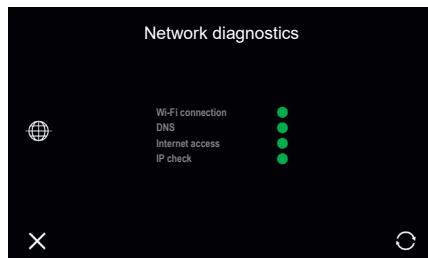 Network diagnostics
Wi-Fi connection
DNS
Internet access
IP check